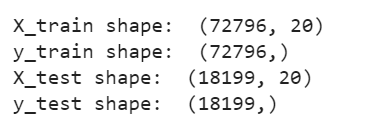 X_train shape:  (72796, 20)
y_train shape:  (72796,)
X_test shape:  (18199, 20)
y_test shape:  (18199,)